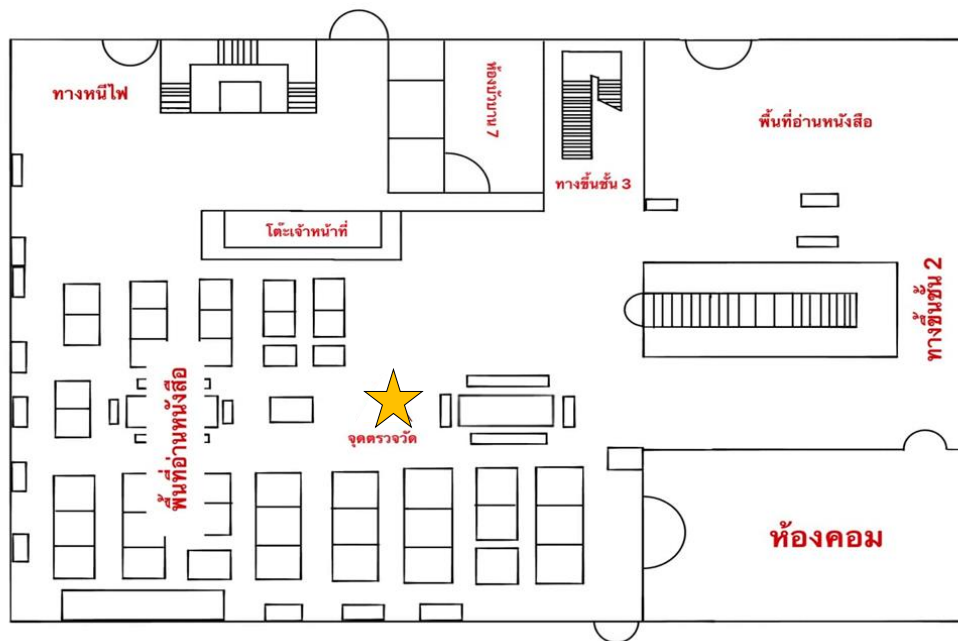 ทางหนีไฟ
ห้องบัวบาน 7
ทางขึ้นชั้น 3
พื้นที่อ่านหนังสือ
โต๊ะเจ้าหน้าที่
ทางขึ้นชั้น 2
พื้นที่อ่านหนังสือ
จุดตรวจวัด
ห้องคอม